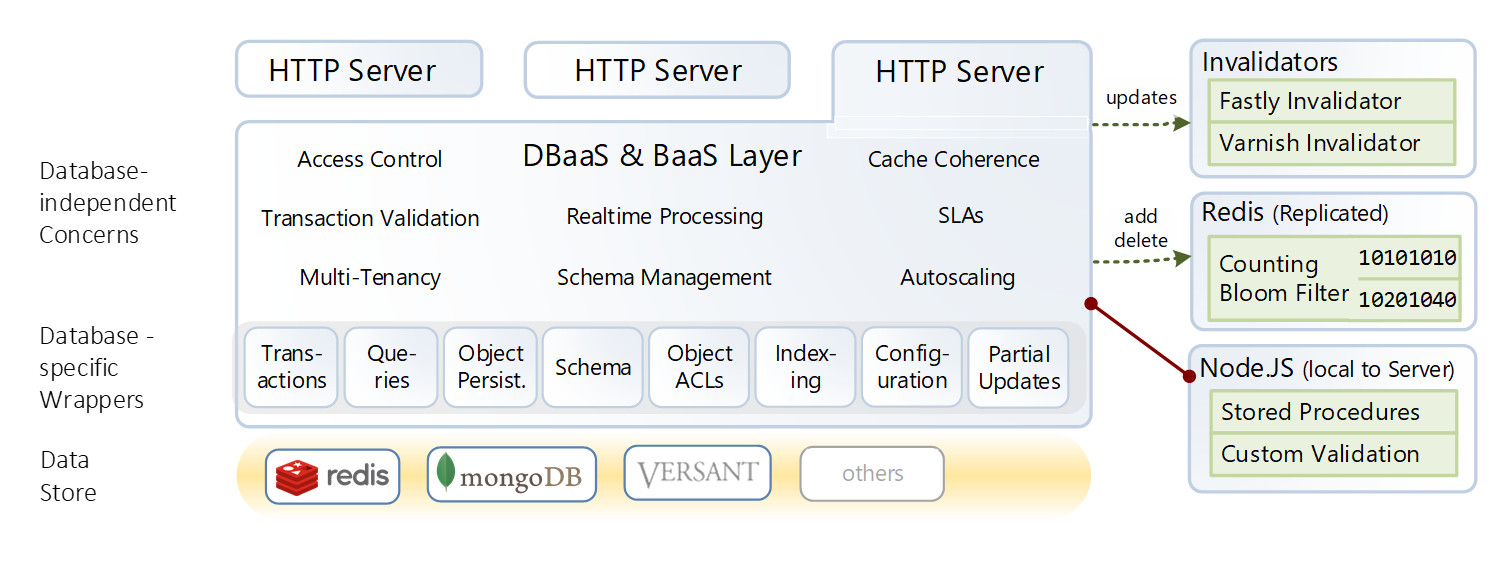 HTTP Server
HTTP Server
HTTP Server
Database-
independent
Concerns
DBaaS & BaaS Layer
Access Control
Cache Coherence
Transaction Validation
Realtime Processing
SLAs
Multi-Tenancy
Schema Management
Autoscaling
Database -
specific
Wrappers
Trans-
actions
Que-
ries
Object
Persist.
Schema
Object
ACLs
Index-
ing
Config-
uration
Partial
Updates
Data
Store
redis
mongoDB
VERSANT
others
updates
Invalidators
Fastly Invalidator
Varnish Invalidator
add
delete
Redis (Replicated)
Counting
Bloom Filter
10101010
10201040
Node.JS (local to Server)
Stored Procedures
Custom Validation